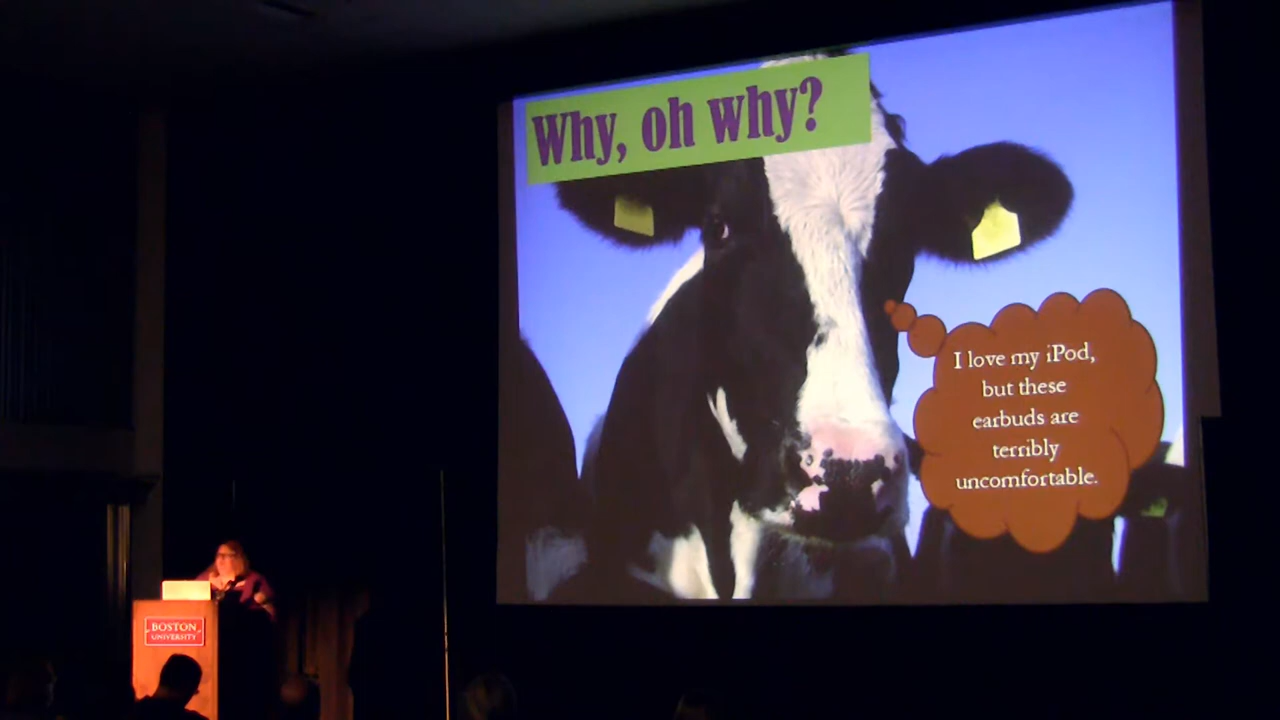 Why, oh why?
I love my iPod,
but these
earbuds are
terribly
uncomfortable.
BOSTON
UNIVERSITY